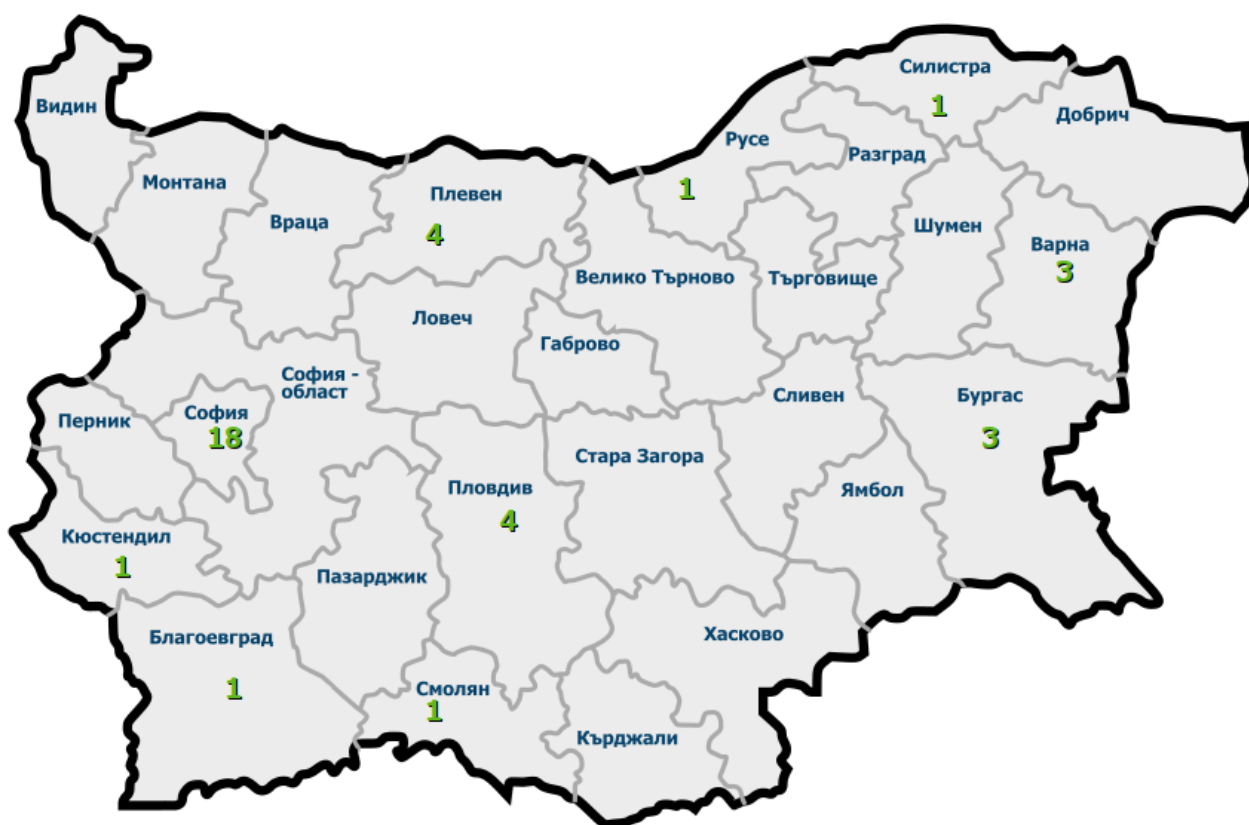 Силистра
1
Видин
Добрич
Русе
1
Разград
Монтана
Плевен
4
Враца
Шумен
Варна
3
Велико Търново
Търговище
Ловеч
Габрово
София -
област
София
18
Перник
Сливен
Бургас
3
Стара Загора
Пловдив
4
Ямбол
Кюстендил
1
Пазарджик
Благоевград
1
Хасково
Смолян
1
Кърджали